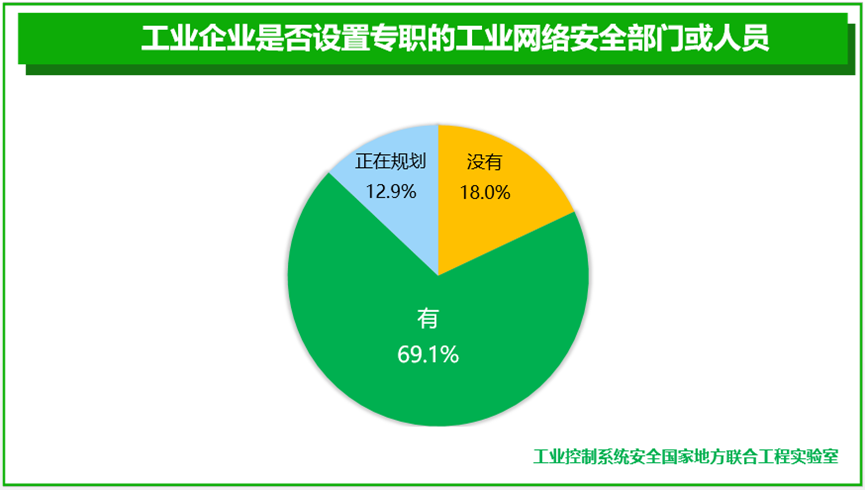 工业企业是否设置专职的工业网络安全部门或人员
正在规划
12.9%
没有
18.0%
有
69.1%
工业控制系统安全国家地方联合工程实验室